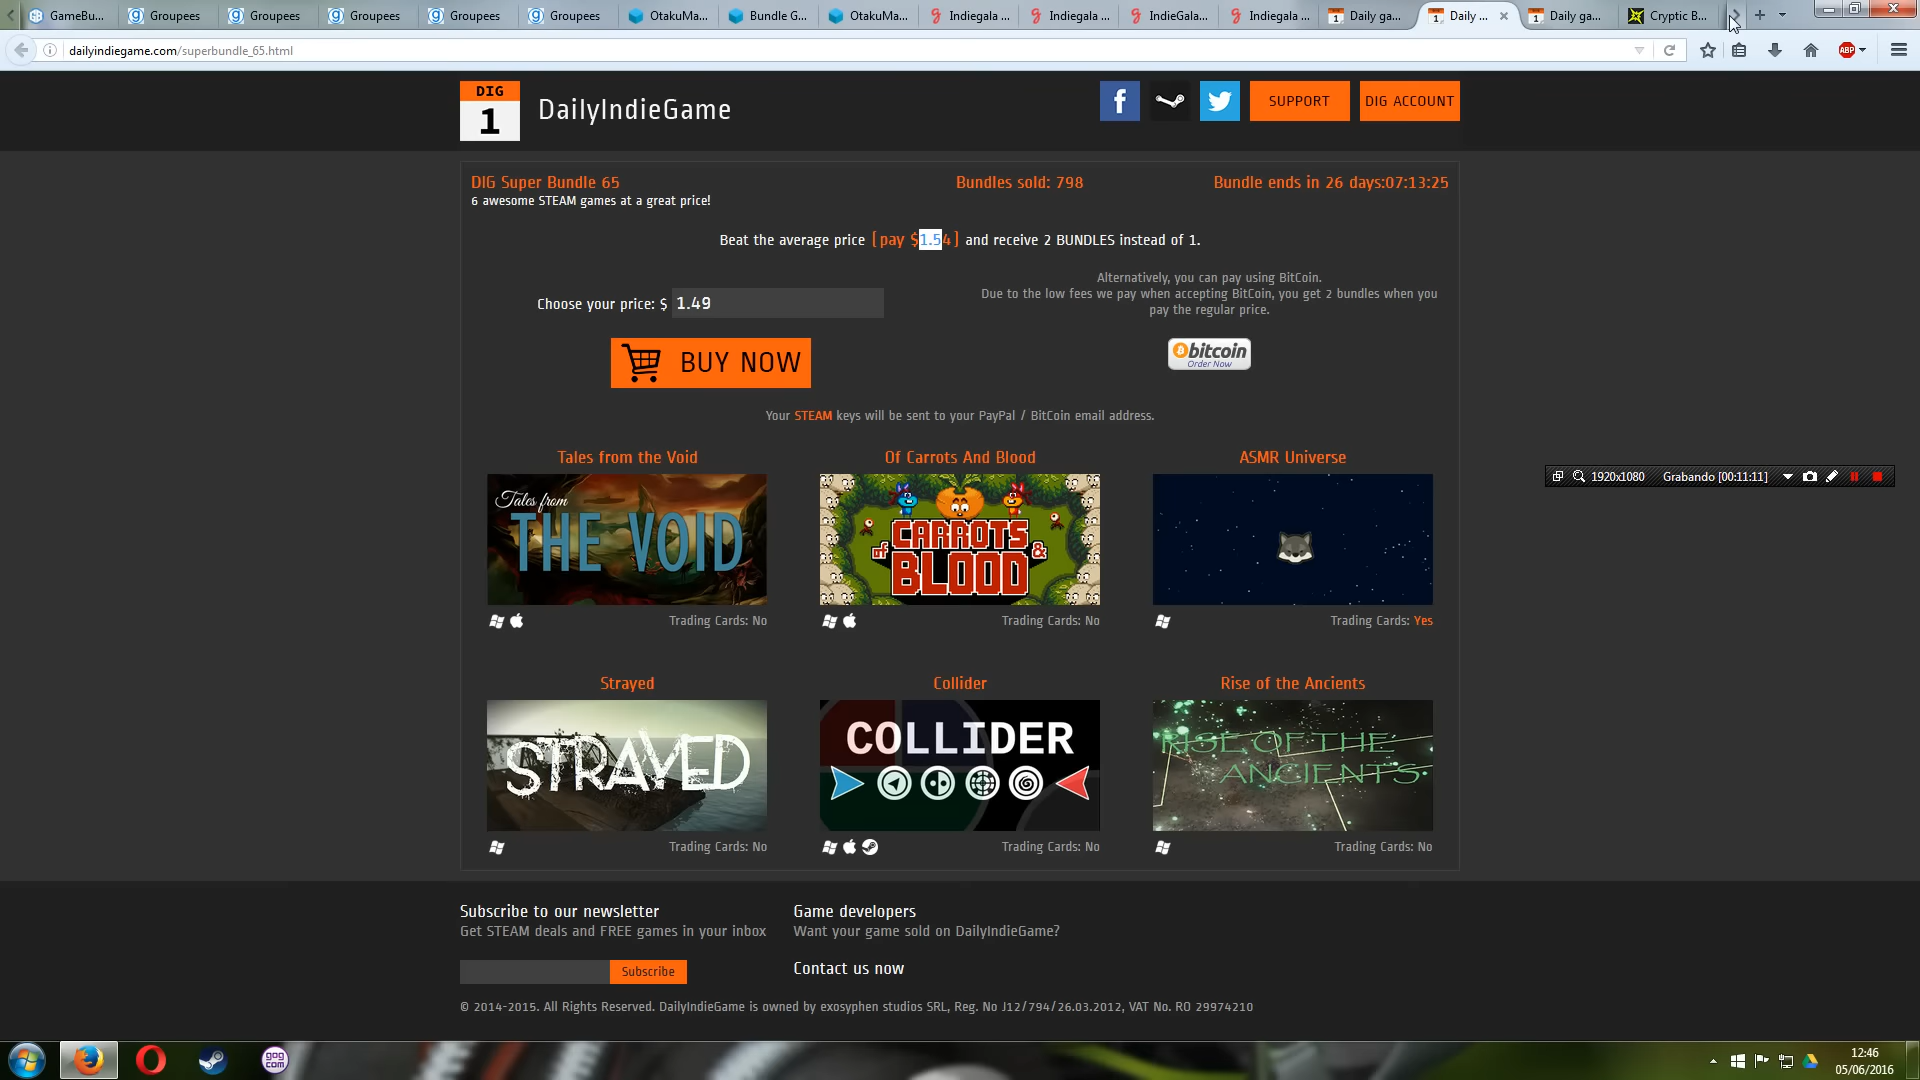 GameBu...
Groupees
Groupees
Groupees
Groupees
Groupees
OtakuMa...
Bundle G...
OtakuMa...
Indiegala ...
Indiegala ...
IndieGala...
Indiegala ...
Daily ga...
Daily ...
Daily ga...
Cryptic B...
dailyindiegame.com/superbundle_65.html
ABP
DIG
1
DailyIndieGame
SUPPORT
DIG ACCOUNT
DIG Super Bundle 65
Bundles sold: 798
Bundle ends in 26 days:07:13:25
6 awesome STEAM games at a great price!
Beat the average price [pay $1.54] and receive 2 BUNDLES instead of 1.
Alternatively, you can pay using BitCoin.
Due to the low fees we pay when accepting BitCoin, you get 2 bundles when you
pay the regular price.
Choose your price: $ 1.49
BUY NOW
bitcoin
Order Now
Your STEAM keys will be sent to your PayPal / BitCoin email address.
Tales from the Void
Of Carrots And Blood
ASMR Universe
Tales from
THE VOID
of CARROTS &
BLOOD
Trading Cards: No
Trading Cards: No
Trading Cards: Yes
1920x1080
Grabando [00:11:11]
Strayed
Collider
Rise of the Ancients
STRAYED
COLLIDER
RISE OF THE
ANCIENTS
Trading Cards: No
Trading Cards: No
Trading Cards: No
Subscribe to our newsletter
Get STEAM deals and FREE games in your inbox
Subscribe
Game developers
Want your game sold on DailyIndieGame?
Contact us now
© 2014-2015. All Rights Reserved. DailyIndieGame is owned by exosyphen studios SRL, Reg. No J12/794/26.03.2012, VAT No. RO 29974210
gog
com
12:46
05/06/2016